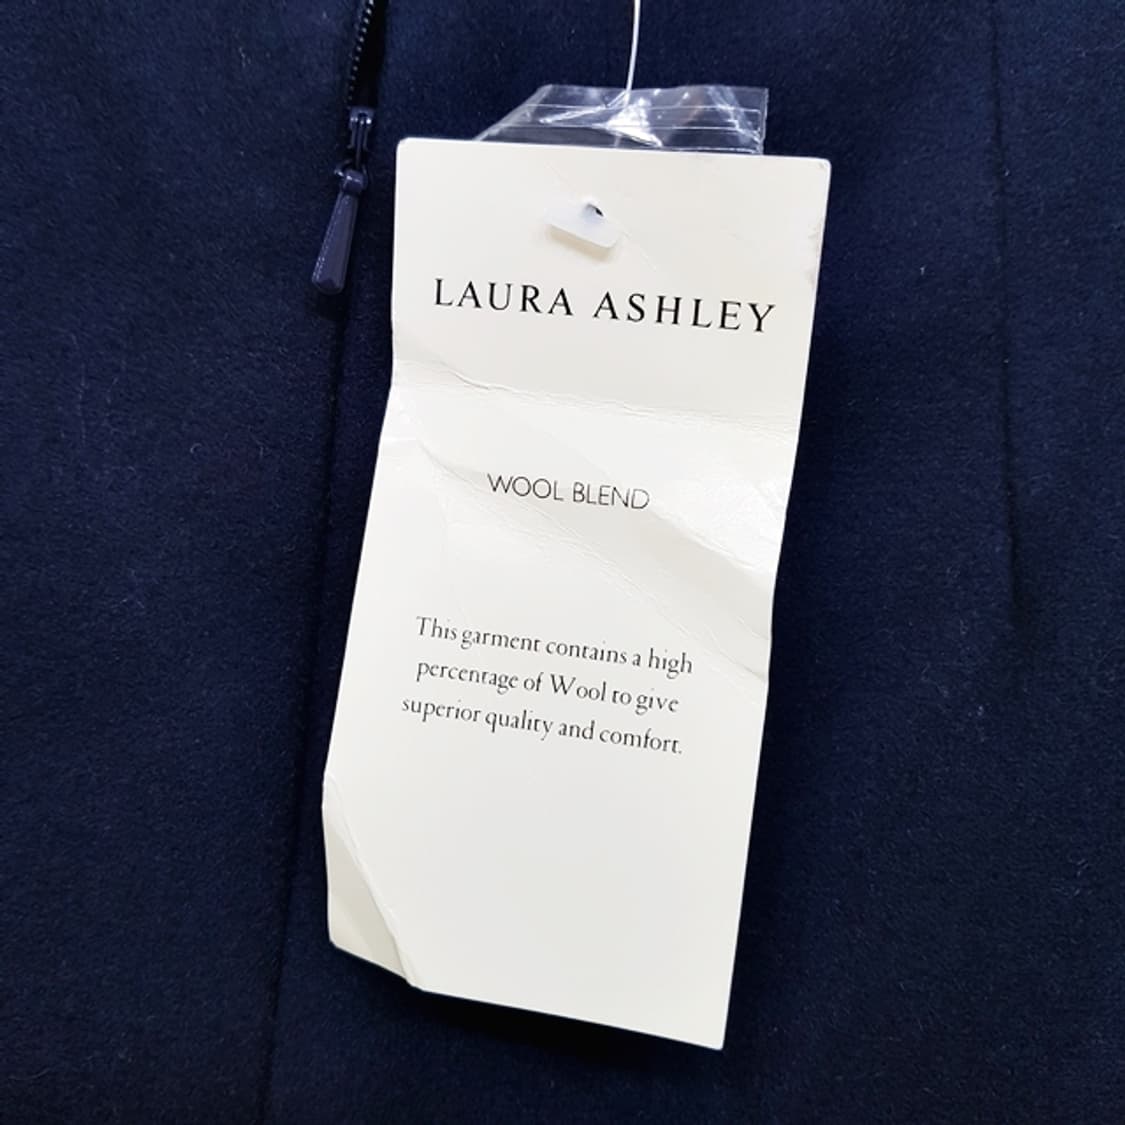 LAURA ASHLEY
WOOL BLEND
This garment contains a high
percentage of Wool to give
superior quality and comfort.